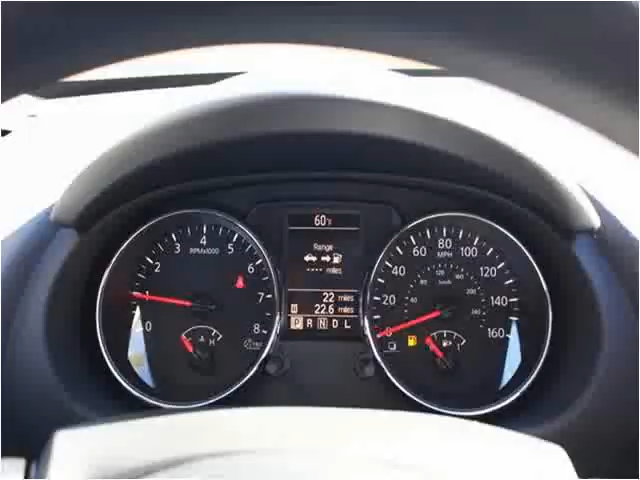 60°F
Range
---- miles
22 miles
22.6 miles
P R N D L
0 1 2 3 4 5 6 7 8
RPMx1000
H
0 20 40 60 80 100 120 140 160
MPH
km/h